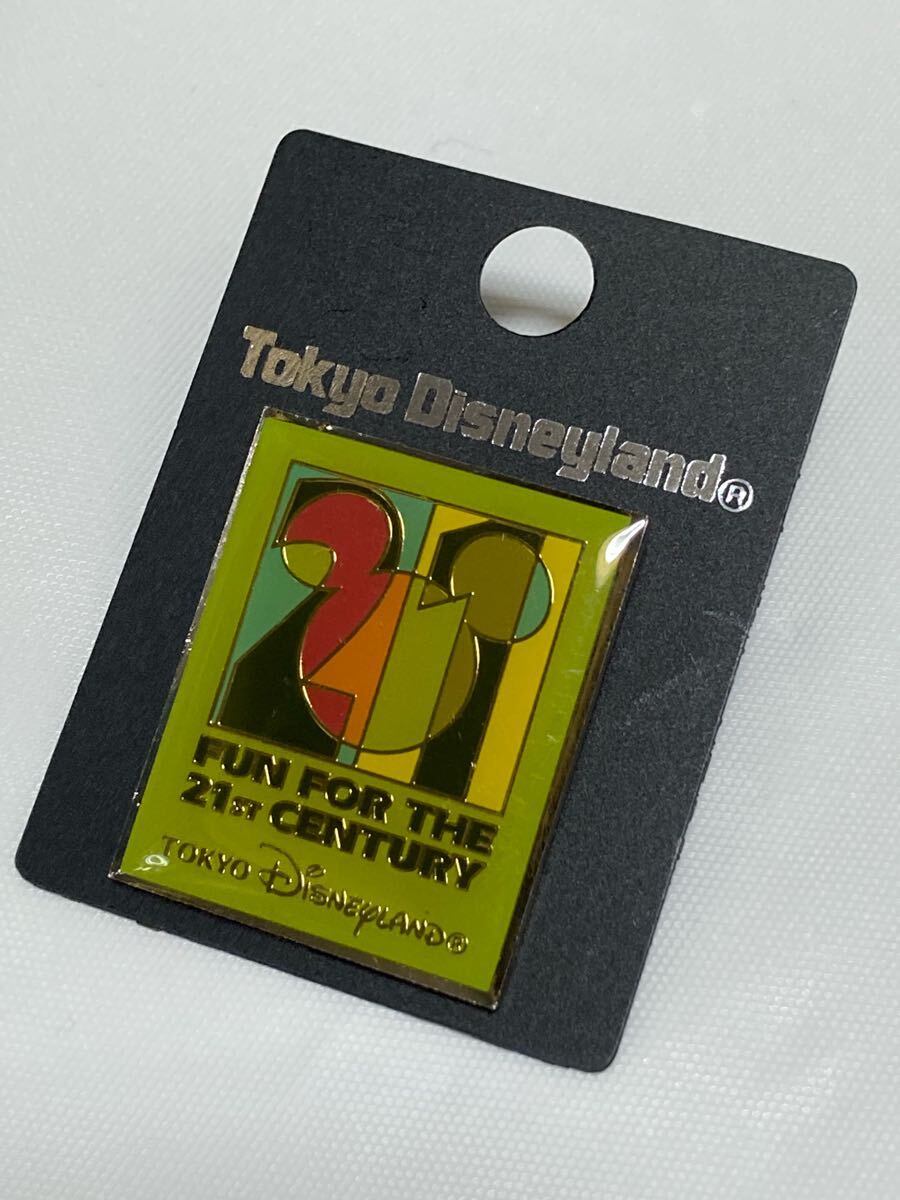 Tokyo Disneyland®
21
FUN FOR THE
21ST CENTURY
TOKYO Disneyland®